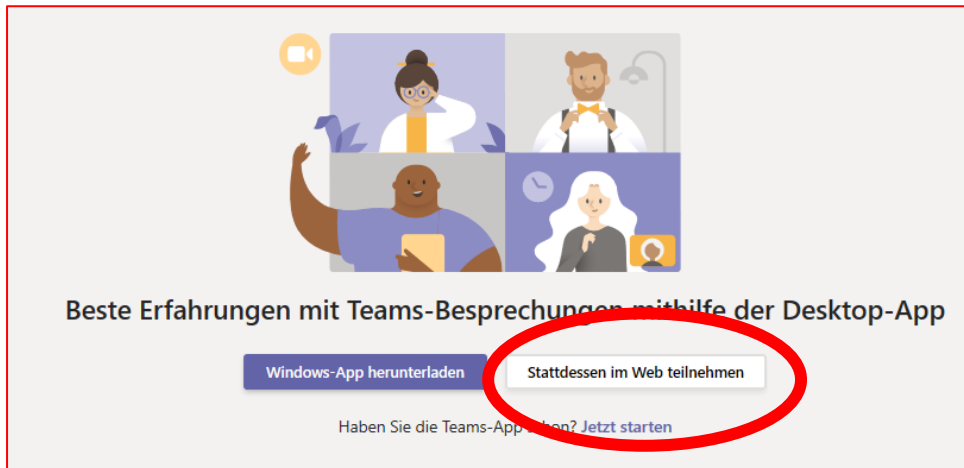 Beste Erfahrungen mit Teams-Besprechungen mithilfe der Desktop-App
Windows-App herunterladen
Stattdessen im Web teilnehmen
Haben Sie die Teams-App schon? Jetzt starten